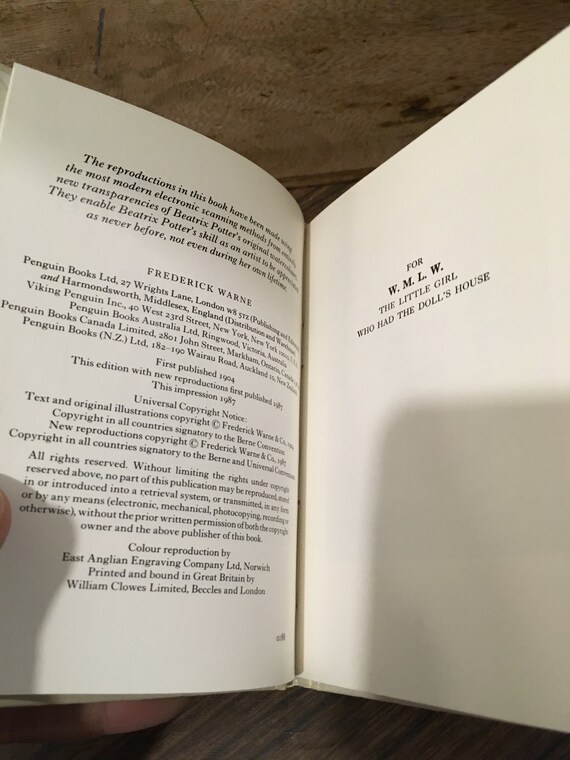 The reproductions in this book have been made using
the most modern electronic scanning methods from entirely
new transparencies of Beatrix Potter's original watercolours.
They enable Beatrix Potter's skill as an artist to be appreciated
as never before, not even during her own lifetime.
FREDERICK WARNE
Penguin Books Ltd, 27 Wrights Lane, London W8 5TZ (Publishing and Editorial)
and Harmondsworth, Middlesex, England (Distribution and Warehouse)
Viking Penguin Inc., 40 West 23rd Street, New York, New York 10010, U.S.A.
Penguin Books Australia Ltd, Ringwood, Victoria, Australia
Penguin Books Canada Limited, 2801 John Street, Markham, Ontario, Canada
Penguin Books (N.Z.) Ltd, 182–190 Wairau Road, Auckland 10, New Zealand
First published 1904
This edition with new reproductions first published 1987
This impression 1987
Universal Copyright Notice:
Text and original illustrations copyright © Frederick Warne & Co.,
Copyright in all countries signatory to the Berne Convention
New reproductions copyright © Frederick Warne & Co., 1987
Copyright in all countries signatory to the Berne and Universal Conventions
All rights reserved. Without limiting the rights under copyright
reserved above, no part of this publication may be reproduced, stored
in or introduced into a retrieval system, or transmitted, in any form
or by any means (electronic, mechanical, photocopying, recording or
otherwise), without the prior written permission of both the copyright
owner and the above publisher of this book.
Colour reproduction by
East Anglian Engraving Company Ltd, Norwich
Printed and bound in Great Britain by
William Clowes Limited, Beccles and London
FOR
W. M. L. W.
THE LITTLE GIRL
WHO HAD THE DOLL'S HOUSE